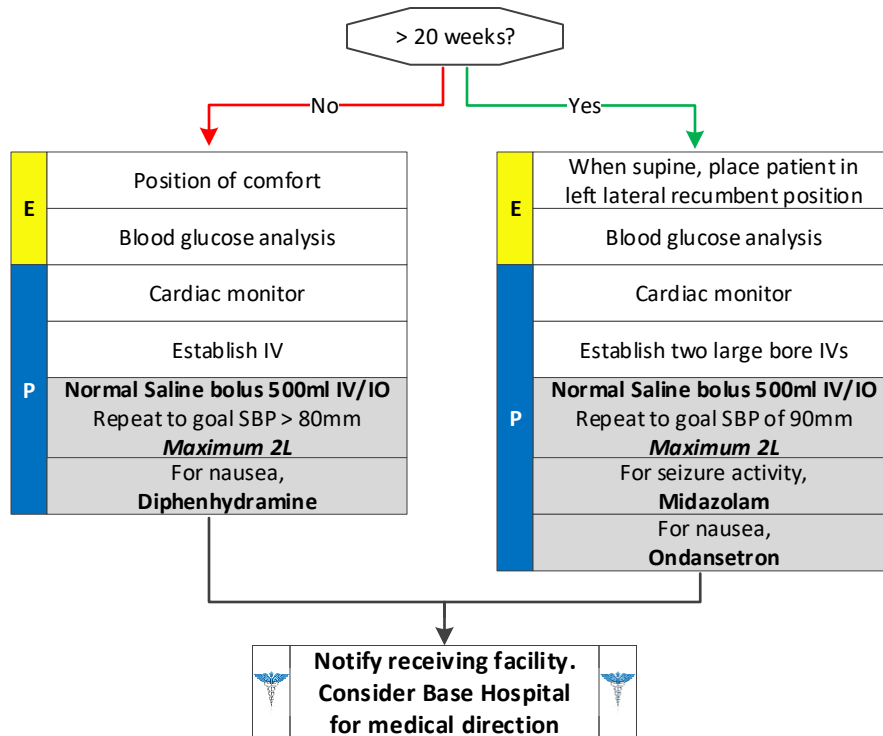 > 20 weeks?
No
Yes
E
Position of comfort
Blood glucose analysis
P
Cardiac monitor
Establish IV
Normal Saline bolus 500ml IV/IO
Repeat to goal SBP > 80mm
Maximum 2L
For nausea,
Diphenhydramine
E
When supine, place patient in
left lateral recumbent position
Blood glucose analysis
P
Cardiac monitor
Establish two large bore IVs
Normal Saline bolus 500ml IV/IO
Repeat to goal SBP of 90mm
Maximum 2L
For seizure activity,
Midazolam
For nausea,
Ondansetron
Notify receiving facility.
Consider Base Hospital
for medical direction